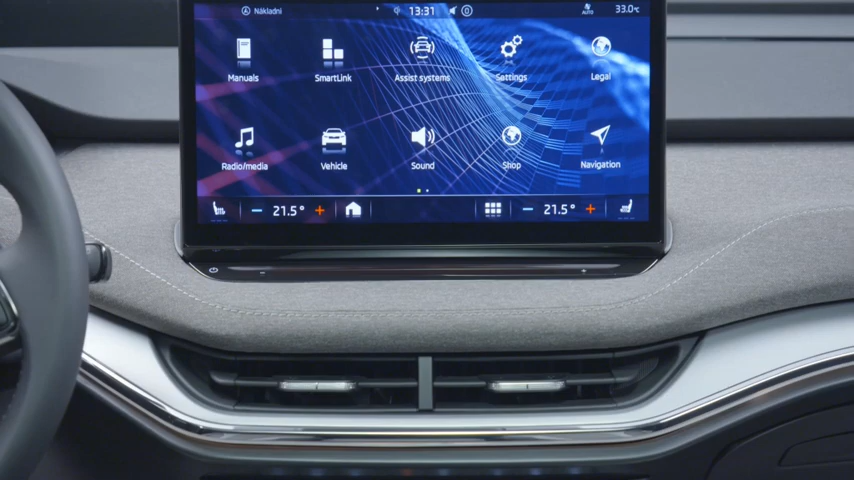 Nákladní 13:31 AUTO 33.0°C
Manuals SmartLink Assist systems Settings Legal
Radio/media Vehicle Sound Shop Navigation
21.5° 21.5°